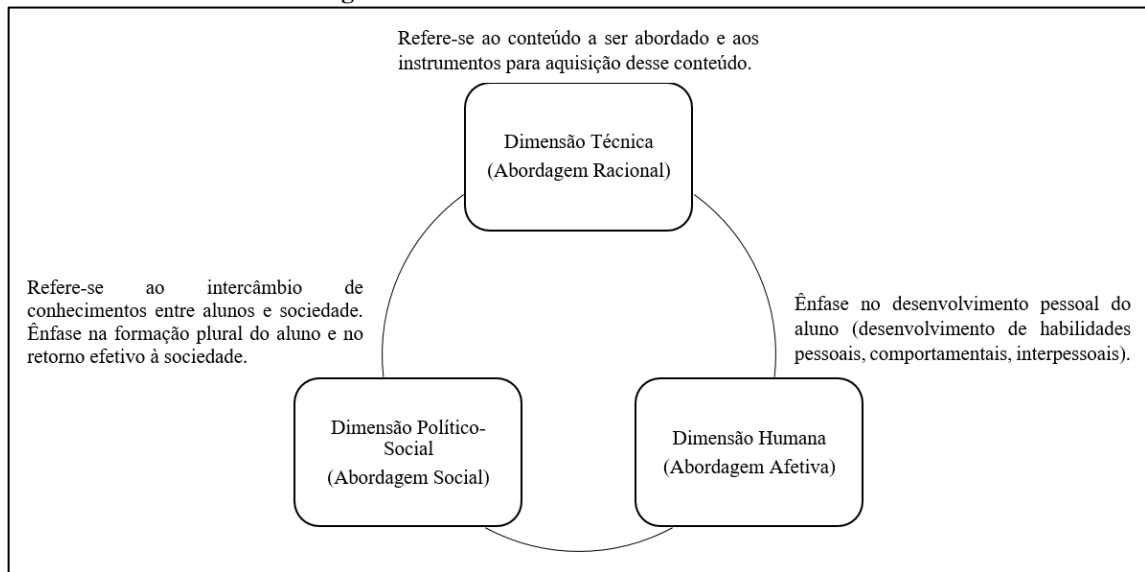 Refere-se ao conteúdo a ser abordado e aos
instrumentos para aquisição desse conteúdo.
Dimensão Técnica
(Abordagem Racional)
Refere-se ao intercâmbio de
conhecimentos entre alunos e sociedade.
Ênfase na formação plural do aluno e no
retorno efetivo à sociedade.
Ênfase no desenvolvimento pessoal do
aluno (desenvolvimento de habilidades
pessoais, comportamentais, interpessoais).
Dimensão Político-
Social
(Abordagem Social)
Dimensão Humana
(Abordagem Afetiva)